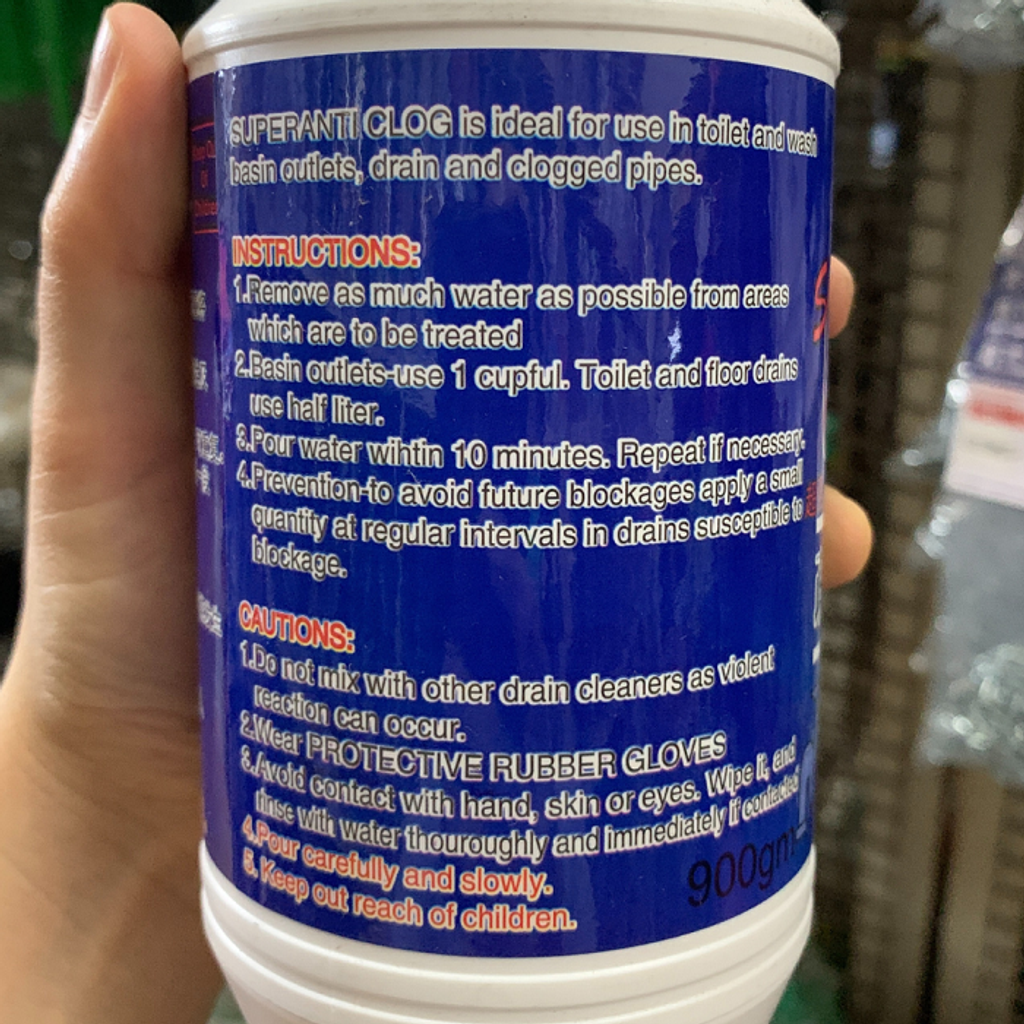 SUPERANTI CLOG is ideal for use in toilet and wash
basin outlets, drain and clogged pipes.
INSTRUCTIONS:
1.Remove as much water as possible from areas
which are to be treated
2.Basin outlets-use 1 cupful. Toilet and floor drains
use half liter.
3.Pour water wihtin 10 minutes. Repeat if necessary.
4.Prevention-to avoid future blockages apply a small
quantity at regular intervals in drains susceptible to
blockage.
CAUTIONS:
1.Do not mix with other drain cleaners as violent
reaction can occur.
2.Wear PROTECTIVE RUBBER GLOVES
3.Avoid contact with hand, skin or eyes. Wipe it, and
rinse with water thouroughly and immediately if contacted
4.Pour carefully and slowly.
5. Keep out reach of children.
900gm